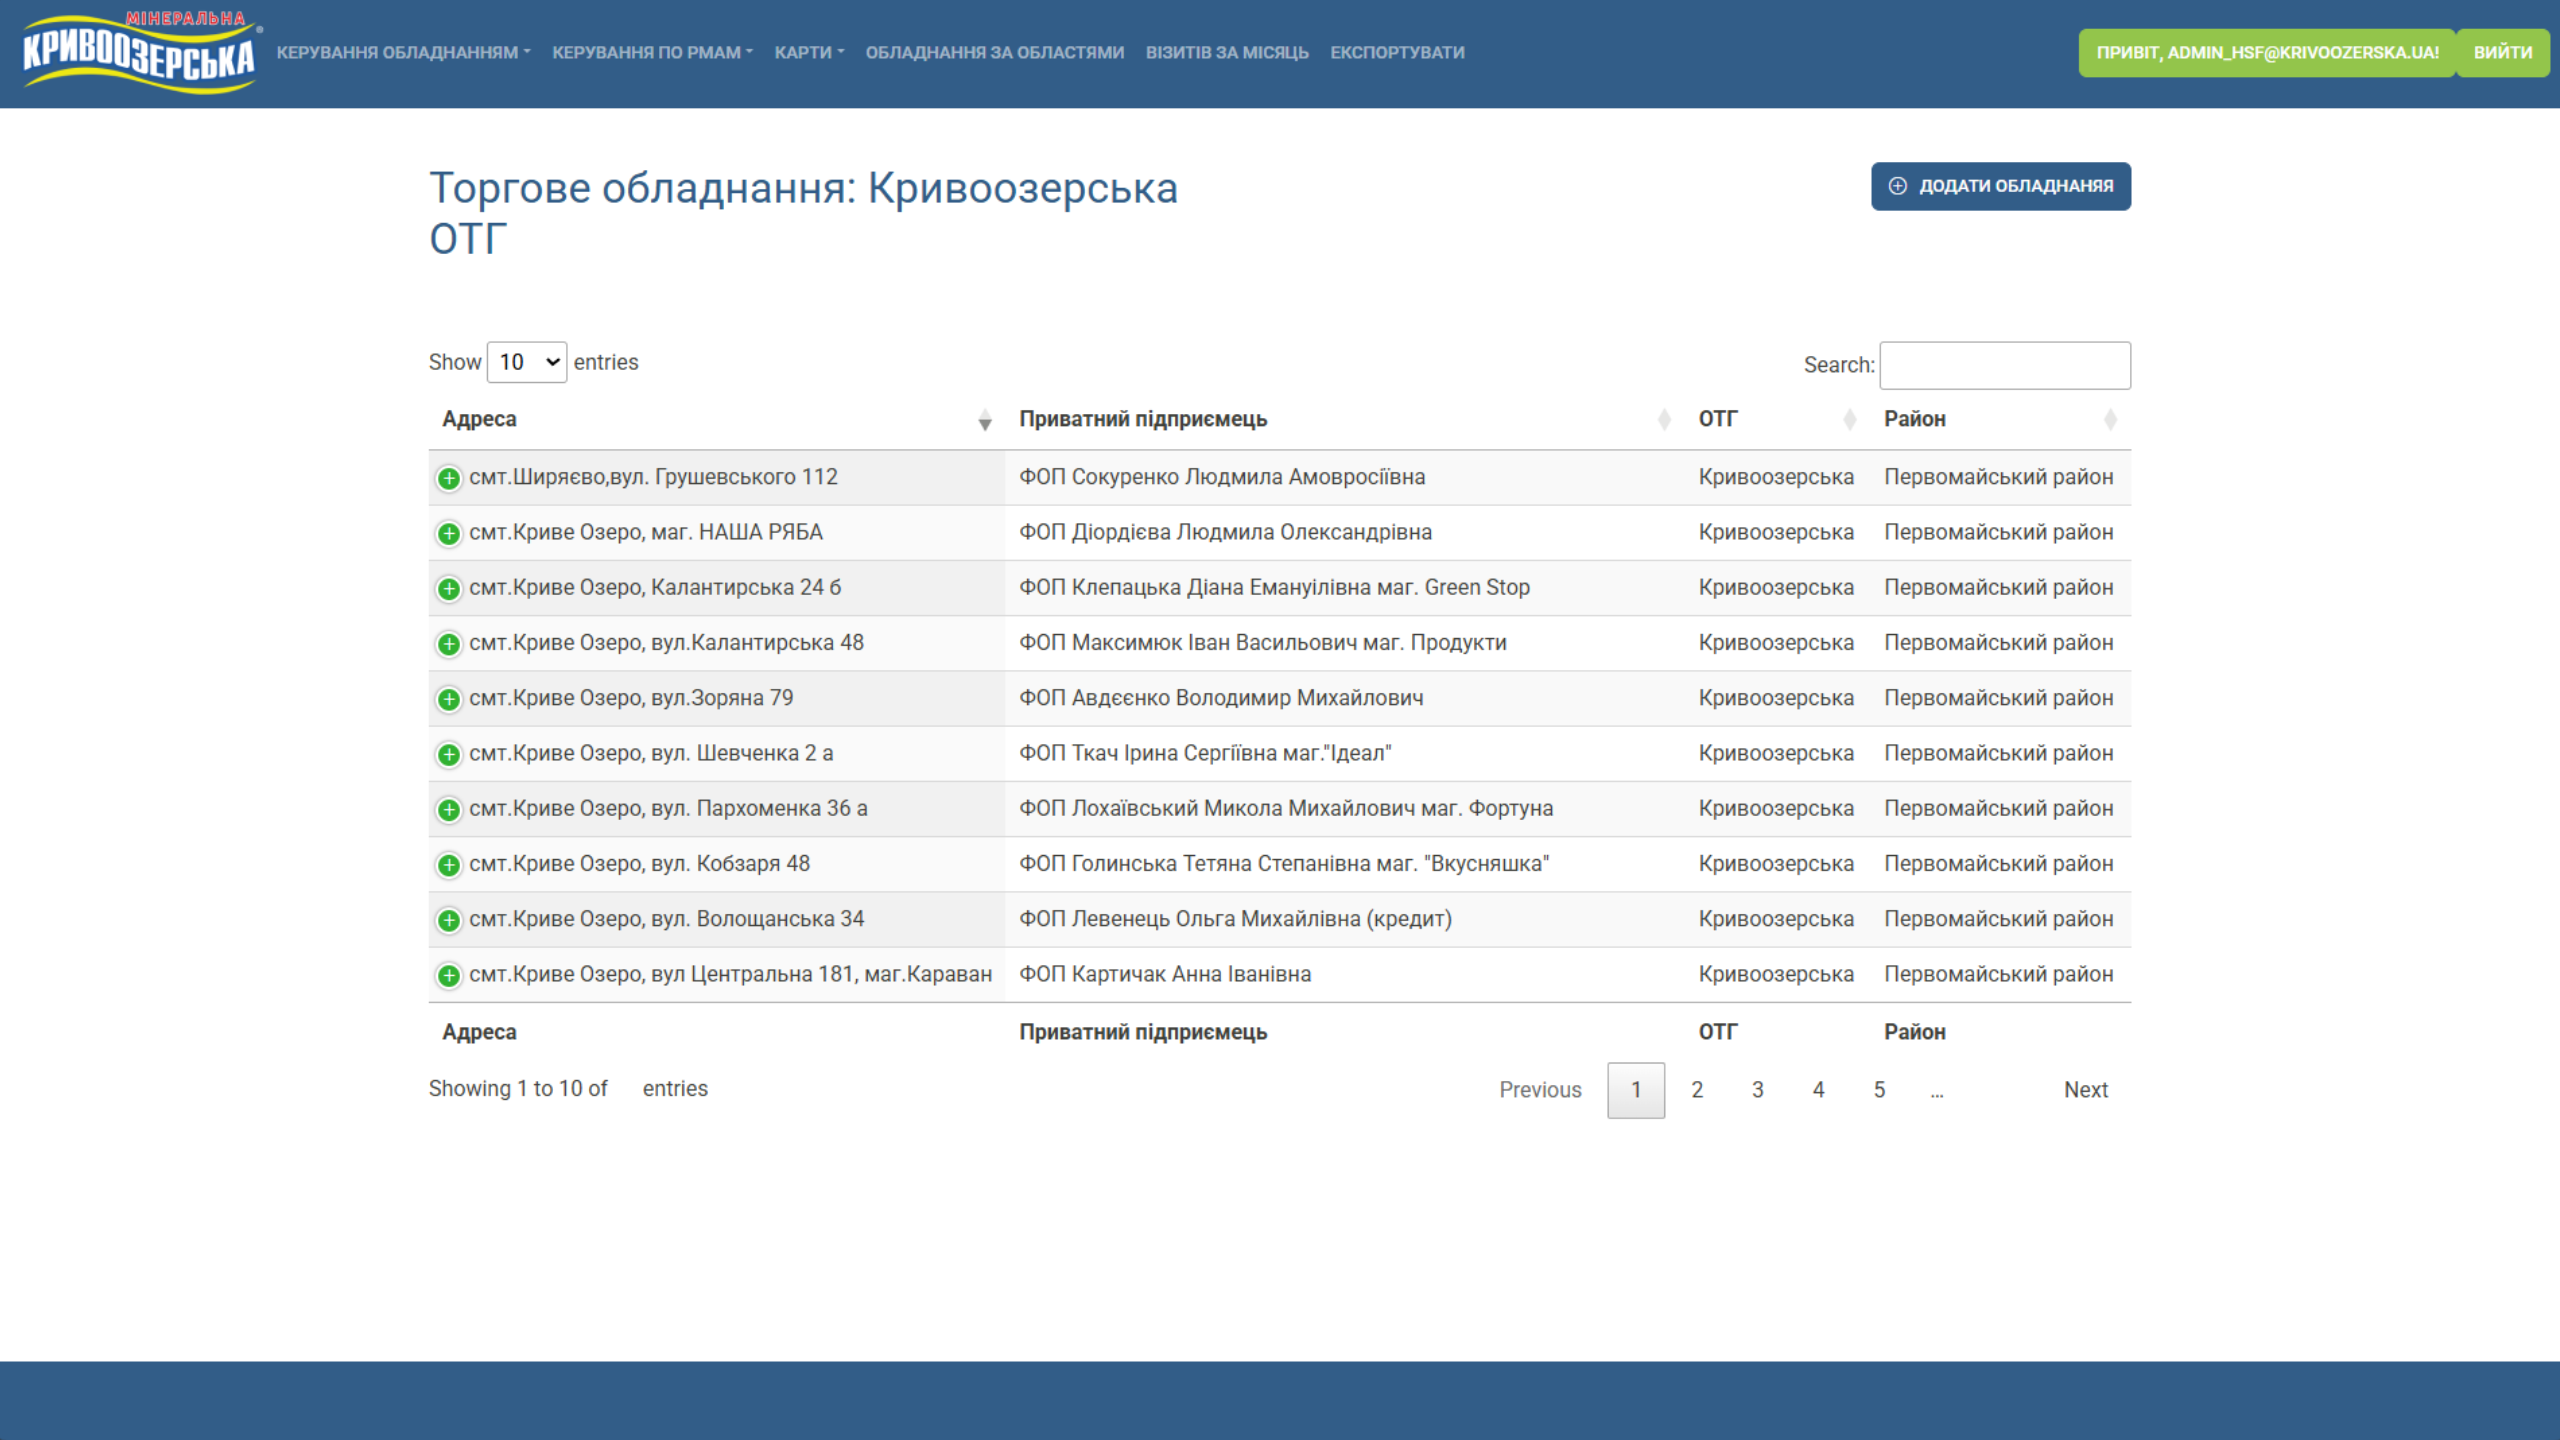 МІНЕРАЛЬНА
КРИВООЗЕРСЬКА
®
КЕРУВАННЯ ОБЛАДНАННЯМ КЕРУВАННЯ ПО РМАМ КАРТИ ОБЛАДНАННЯ ЗА ОБЛАСТЯМИ ВІЗИТІВ ЗА МІСЯЦЬ ЕКСПОРТУВАТИ ПРИВІТ, ADMIN_HSF@KRIVOOZERSKA.UA! ВИЙТИ
Торгове обладнання: Кривоозерська
ОТГ
ДОДАТИ ОБЛАДНАНЯЯ
Show 10 entries
Search:
Адреса Приватний підприємець ОТГ Район
смт.Ширяєво,вул. Грушевського 112 ФОП Сокуренко Людмила Амовросіївна Кривоозерська Первомайський район
смт.Криве Озеро, маг. НАША РЯБА ФОП Діордієва Людмила Олександрівна Кривоозерська Первомайський район
смт.Криве Озеро, Калантирська 24 б ФОП Клепацька Діана Емануілівна маг. Green Stop Кривоозерська Первомайський район
смт.Криве Озеро, вул.Калантирська 48 ФОП Максимюк Іван Васильович маг. Продукти Кривоозерська Первомайський район
смт.Криве Озеро, вул.Зоряна 79 ФОП Авдєєнко Володимир Михайлович Кривоозерська Первомайський район
смт.Криве Озеро, вул. Шевченка 2 а ФОП Ткач Ірина Сергіївна маг."Ідеал" Кривоозерська Первомайський район
смт.Криве Озеро, вул. Пархоменка 36 а ФОП Лохаївський Микола Михайлович маг. Фортуна Кривоозерська Первомайський район
смт.Криве Озеро, вул. Кобзаря 48 ФОП Голинська Тетяна Степанівна маг. "Вкусняшка" Кривоозерська Первомайський район
смт.Криве Озеро, вул. Волощанська 34 ФОП Левенець Ольга Михайлівна (кредит) Кривоозерська Первомайський район
смт.Криве Озеро, вул Центральна 181, маг.Караван ФОП Картичак Анна Іванівна Кривоозерська Первомайський район
Адреса Приватний підприємець ОТГ Район
Showing 1 to 10 of entries
Previous 1 2 3 4 5 … Next